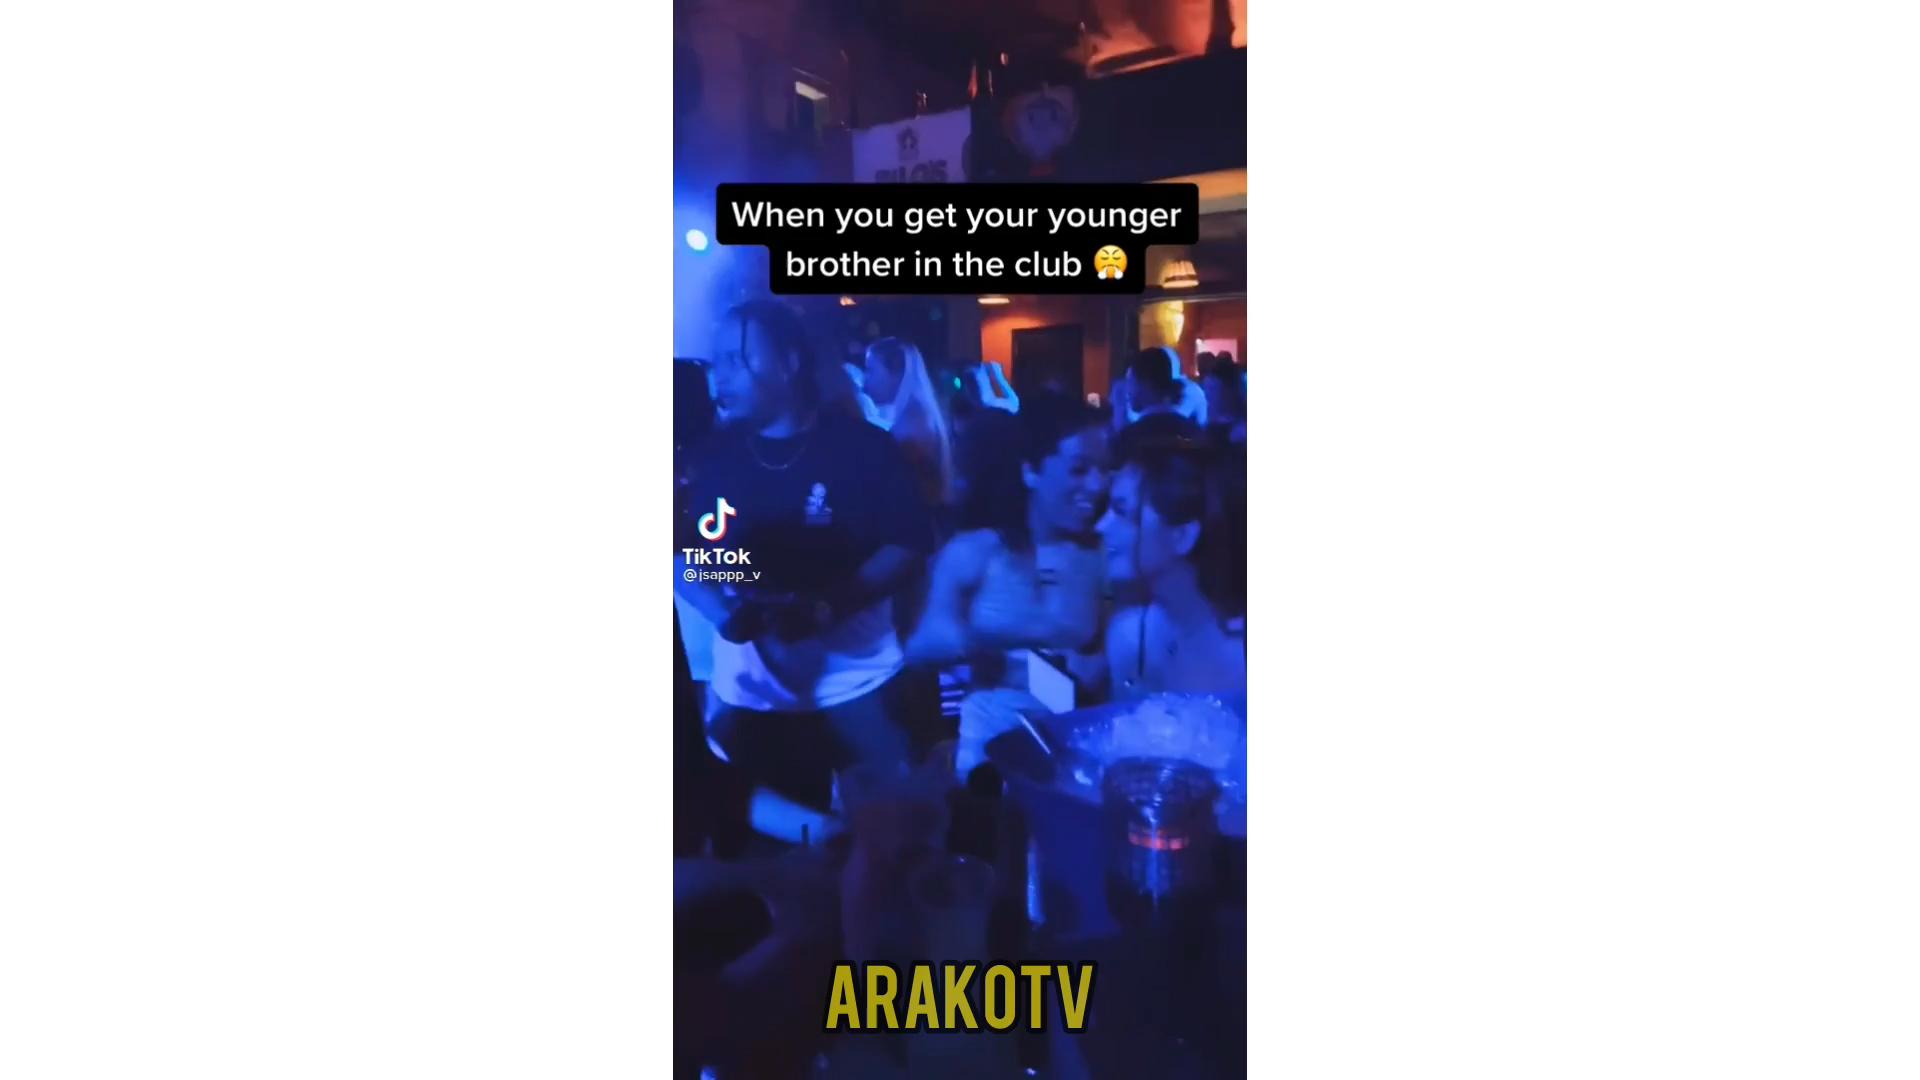 When you get your younger
brother in the club 😤
TikTok
@jsappp_v
ARAKOTV